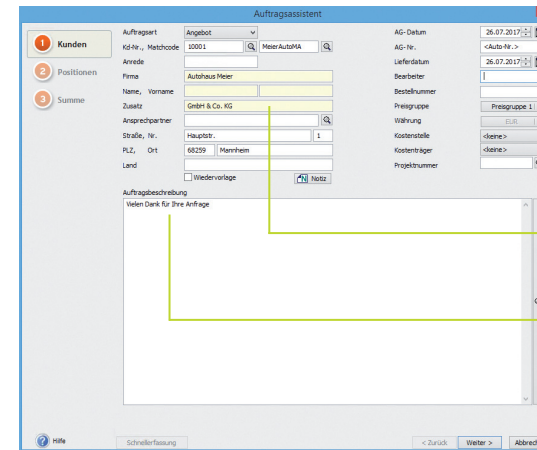 Auftragsassistent
1 Kunden
2 Positionen
3 Summe
Auftragsart Angebot
Kd-Nr., Matchcode 10001 MeierAutoMA
Anrede
Firma Autohaus Meier
Name, Vorname
Zusatz GmbH & Co. KG
Ansprechpartner
Straße, Nr. Hauptstr. 1
PLZ, Ort 68259 Mannheim
Land
Wiedervorlage Notiz
AG-Datum 26.07.2017
AG-Nr. <Auto-Nr.>
Lieferdatum 26.07.2017
Bearbeiter
Bestellnummer
Preisgruppe Preisgruppe 1
Währung EUR
Kostenstelle <keine>
Kostenträger <keine>
Projektnummer
Auftragsbeschreibung
Vielen Dank für Ihre Anfrage
? Hilfe Schnellerfassung < Zurück Weiter > Abbrech